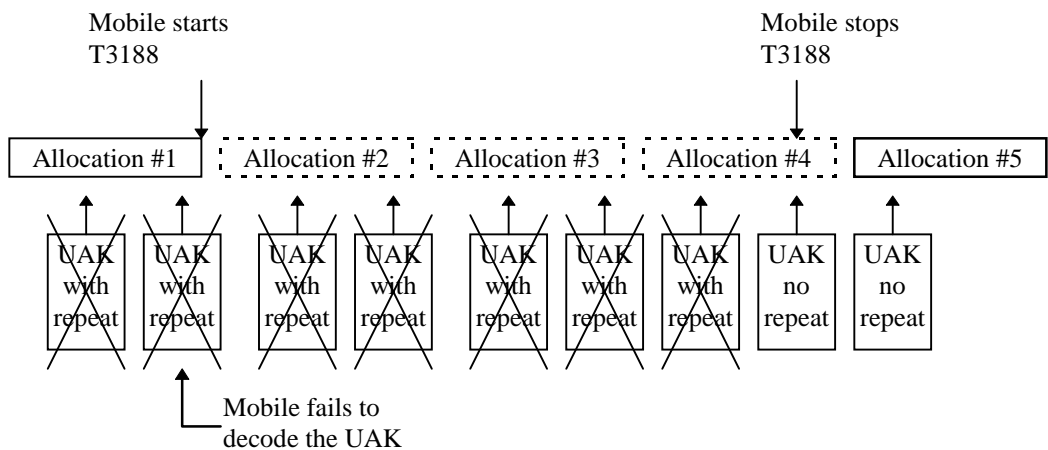 Mobile starts
T3188
Mobile stops
T3188
Allocation #1
Allocation #2
Allocation #3
Allocation #4
Allocation #5
UAK
with
repeat
UAK
with
repeat
UAK
with
repeat
UAK
with
repeat
UAK
with
repeat
UAK
with
repeat
UAK
with
repeat
UAK
no
repeat
UAK
no
repeat
Mobile fails to
decode the UAK